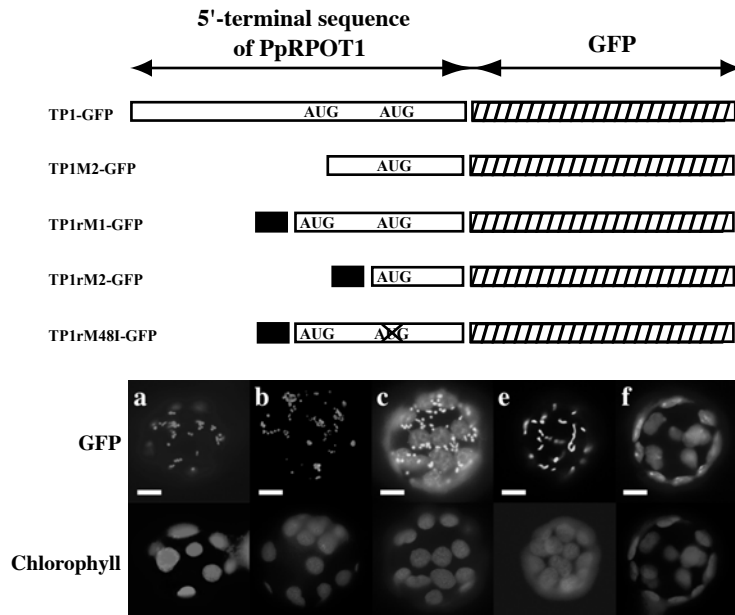 5'-terminal sequence
of PpRPOT1
GFP
TP1-GFP
AUG AUG
TP1M2-GFP
AUG
TP1rM1-GFP
AUG AUG
TP1rM2-GFP
AUG
TP1rM48I-GFP
AUG AUG
a b c e f
GFP
Chlorophyll